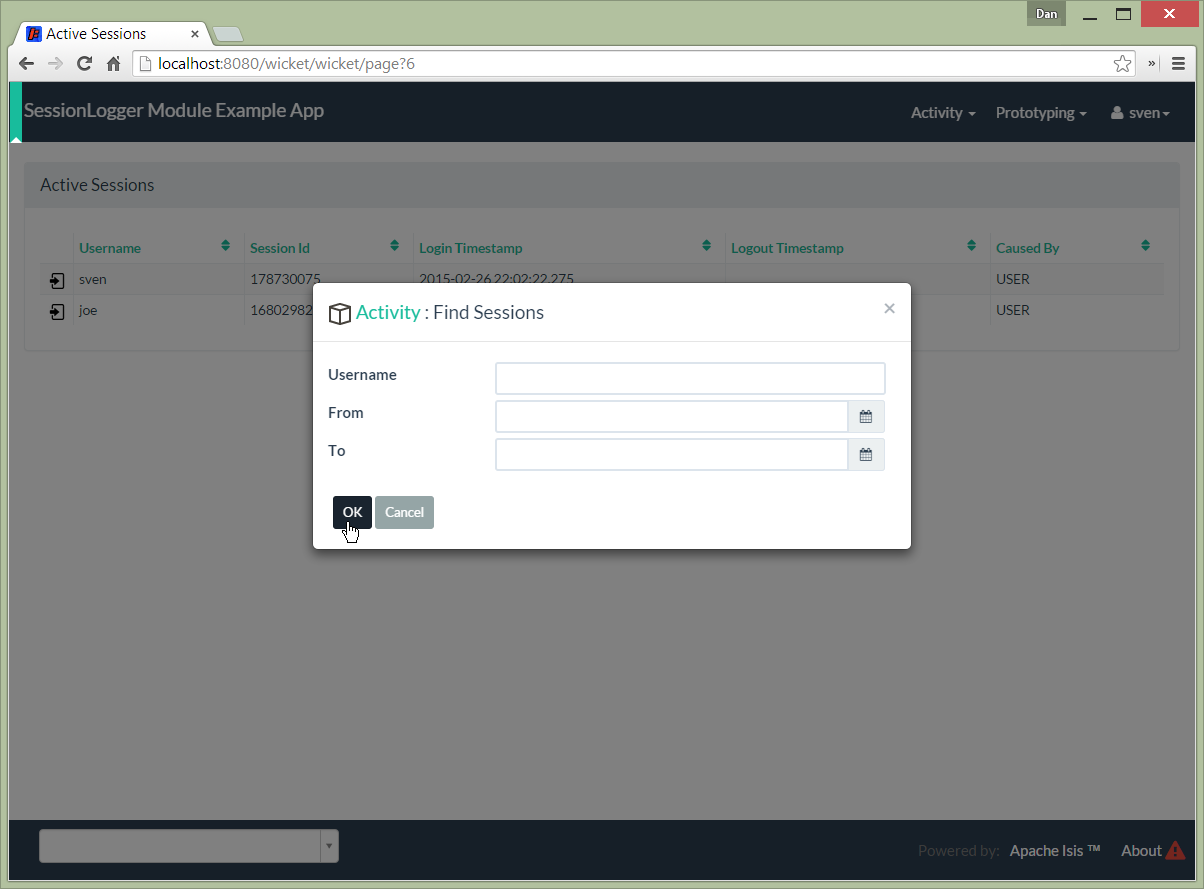 Dan
Active Sessions
localhost:8080/wicket/wicket/page?6
SessionLogger Module Example App
Activity
Prototyping
sven
Active Sessions
Username Session Id Login Timestamp Logout Timestamp Caused By
sven 178730075 2015-02-26 22:02:22.275 USER
joe USER
Activity : Find Sessions
Username
From
To
OK Cancel
Powered by: Apache Isis ™ About